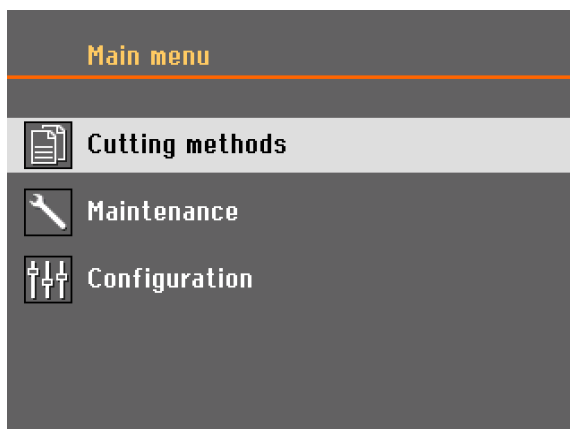 Main menu
Cutting methods
Maintenance
Configuration